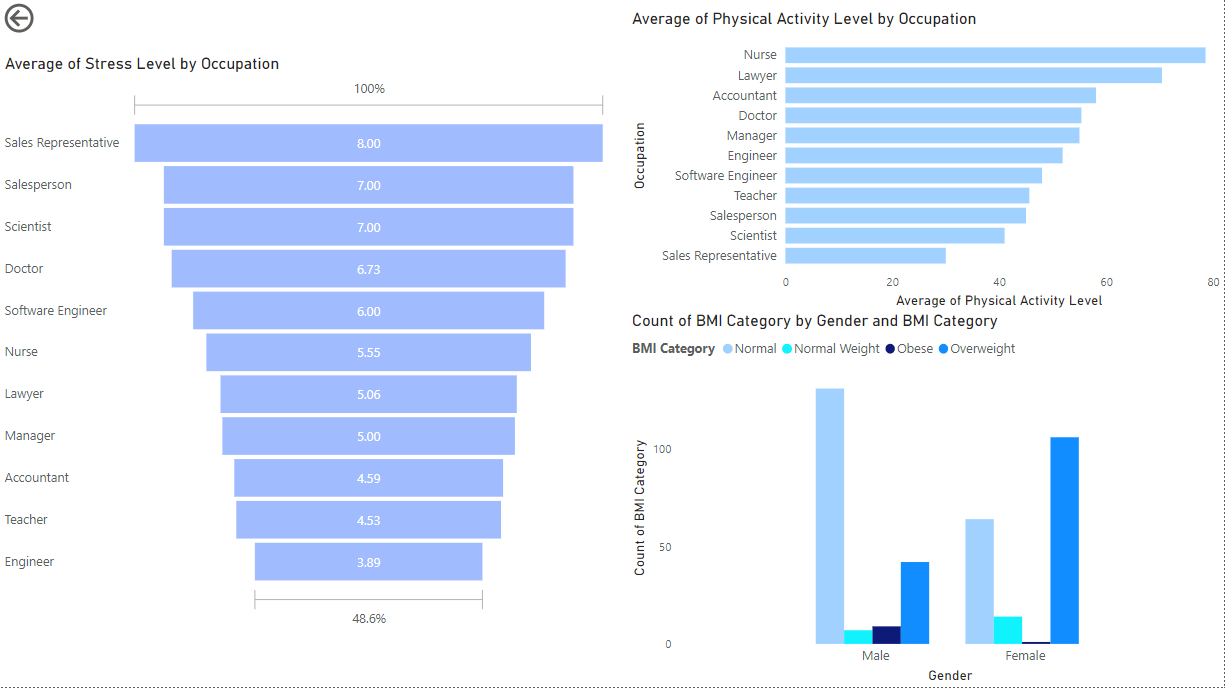 Average of Stress Level by Occupation
100%
Sales Representative 8.00
Salesperson 7.00
Scientist 7.00
Doctor 6.73
Software Engineer 6.00
Nurse 5.55
Lawyer 5.06
Manager 5.00
Accountant 4.59
Teacher 4.53
Engineer 3.89
48.6%
Average of Physical Activity Level by Occupation
Occupation
Nurse
Lawyer
Accountant
Doctor
Manager
Engineer
Software Engineer
Teacher
Salesperson
Scientist
Sales Representative
0 20 40 60 80
Average of Physical Activity Level
Count of BMI Category by Gender and BMI Category
BMI Category Normal Normal Weight Obese Overweight
Count of BMI Category
100
50
0
Male Female
Gender